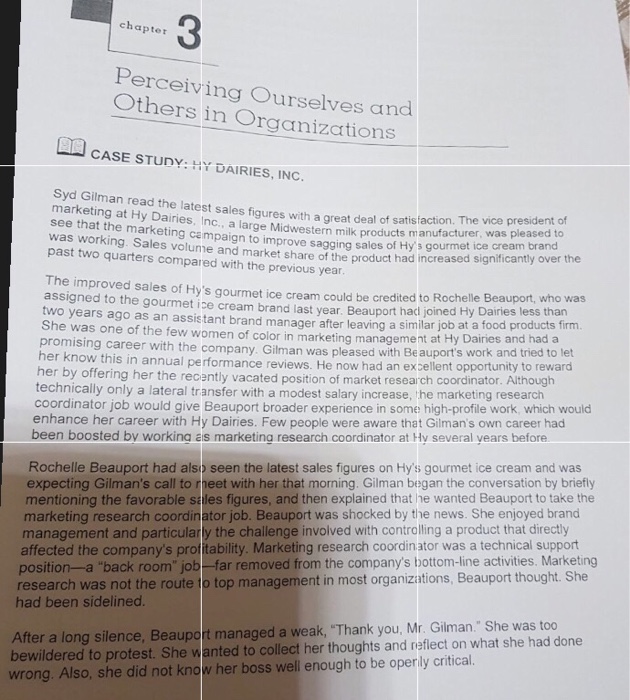 chapter 3
Perceiving Ourselves and
Others in Organizations
CASE STUDY: HY DAIRIES, INC.
Syd Gilman read the latest sales figures with a great deal of satisfaction. The vice president of
marketing at Hy Dairies, Inc., a large Midwestern milk products manufacturer, was pleased to
see that the marketing campaign to improve sagging sales of Hy's gourmet ice cream brand
was working. Sales volume and market share of the product had increased significantly over the
past two quarters compared with the previous year.
The improved sales of Hy's gourmet ice cream could be credited to Rochelle Beauport, who was
assigned to the gourmet ice cream brand last year. Beauport had joined Hy Dairies less than
two years ago as an assistant brand manager after leaving a similar job at a food products firm.
She was one of the few women of color in marketing management at Hy Dairies and had a
promising career with the company. Gilman was pleased with Beauport's work and tried to let
her know this in annual performance reviews. He now had an excellent opportunity to reward
her by offering her the recently vacated position of market research coordinator. Although
technically only a lateral transfer with a modest salary increase, the marketing research
coordinator job would give Beauport broader experience in some high-profile work, which would
enhance her career with Hy Dairies. Few people were aware that Gilman's own career had
been boosted by working as marketing research coordinator at Hy several years before.
Rochelle Beauport had also seen the latest sales figures on Hy's gourmet ice cream and was
expecting Gilman's call to meet with her that morning. Gilman began the conversation by briefly
mentioning the favorable sales figures, and then explained that he wanted Beauport to take the
marketing research coordinator job. Beauport was shocked by the news. She enjoyed brand
management and particularly the challenge involved with controlling a product that directly
affected the company's profitability. Marketing research coordinator was a technical support
position—a "back room" job—far removed from the company's bottom-line activities. Marketing
research was not the route to top management in most organizations, Beauport thought. She
had been sidelined.
After a long silence, Beauport managed a weak, "Thank you, Mr. Gilman." She was too
bewildered to protest. She wanted to collect her thoughts and reflect on what she had done
wrong. Also, she did not know her boss well enough to be openly critical.